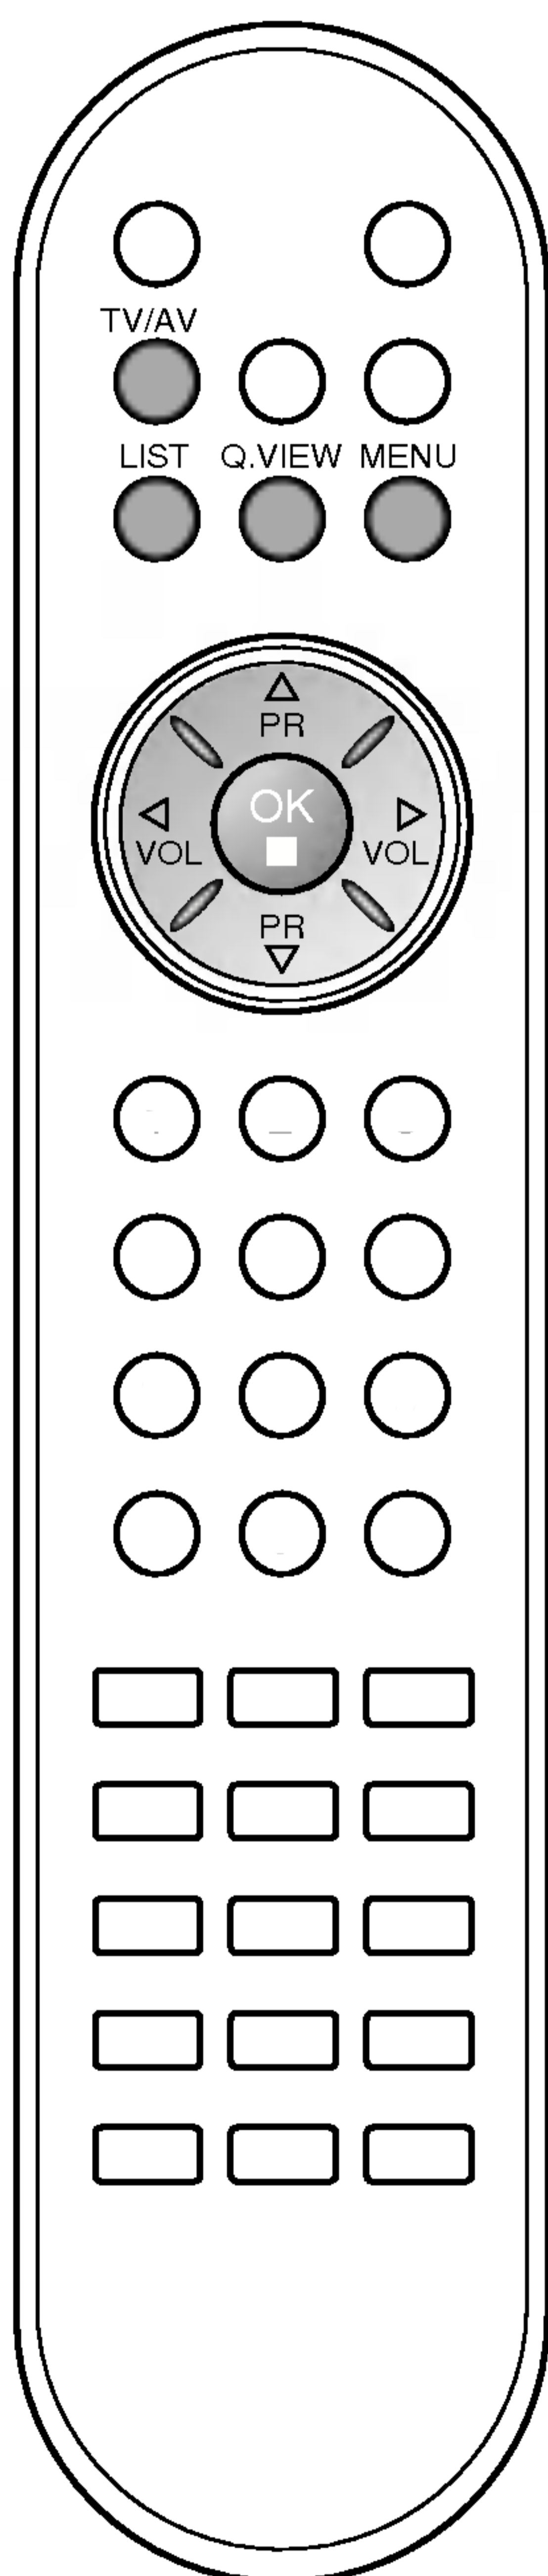 TV/AV
LIST Q.VIEW MENU
△
PR
◁ OK ▷
VOL ■ VOL
PR
▽